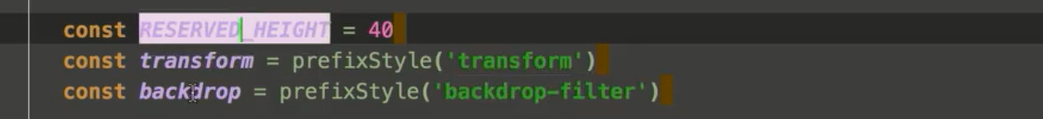 const RESERVED_HEIGHT = 40
const transform = prefixStyle('transform')
const backdrop = prefixStyle('backdrop-filter')